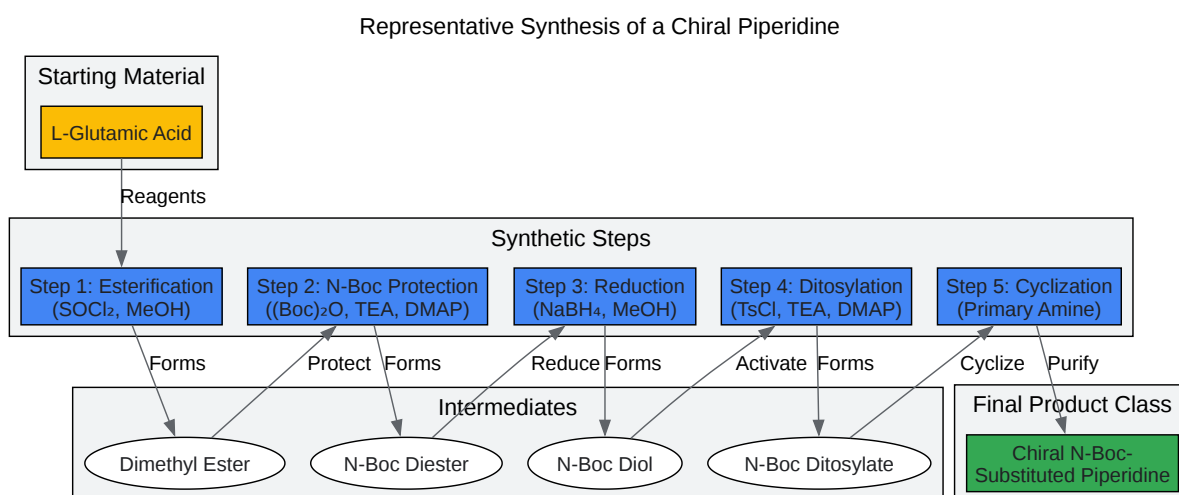 Representative Synthesis of a Chiral Piperidine
Starting Material
L-Glutamic Acid
Reagents
Synthetic Steps
Step 1: Esterification
(SOCl₂, MeOH)
Step 2: N-Boc Protection
((Boc)₂O, TEA, DMAP)
Step 3: Reduction
(NaBH₄, MeOH)
Step 4: Ditosylation
(TsCl, TEA, DMAP)
Step 5: Cyclization
(Primary Amine)
Forms
Protect
Forms
Reduce
Forms
Activate
Forms
Cyclize
Purify
Intermediates
Dimethyl Ester
N-Boc Diester
N-Boc Diol
N-Boc Ditosylate
Final Product Class
Chiral N-Boc-
Substituted Piperidine